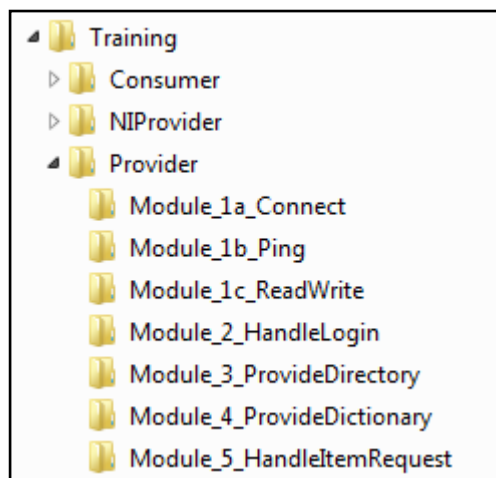 Training
Consumer
NIProvider
Provider
Module_1a_Connect
Module_1b_Ping
Module_1c_ReadWrite
Module_2_HandleLogin
Module_3_ProvideDirectory
Module_4_ProvideDictionary
Module_5_HandleItemRequest